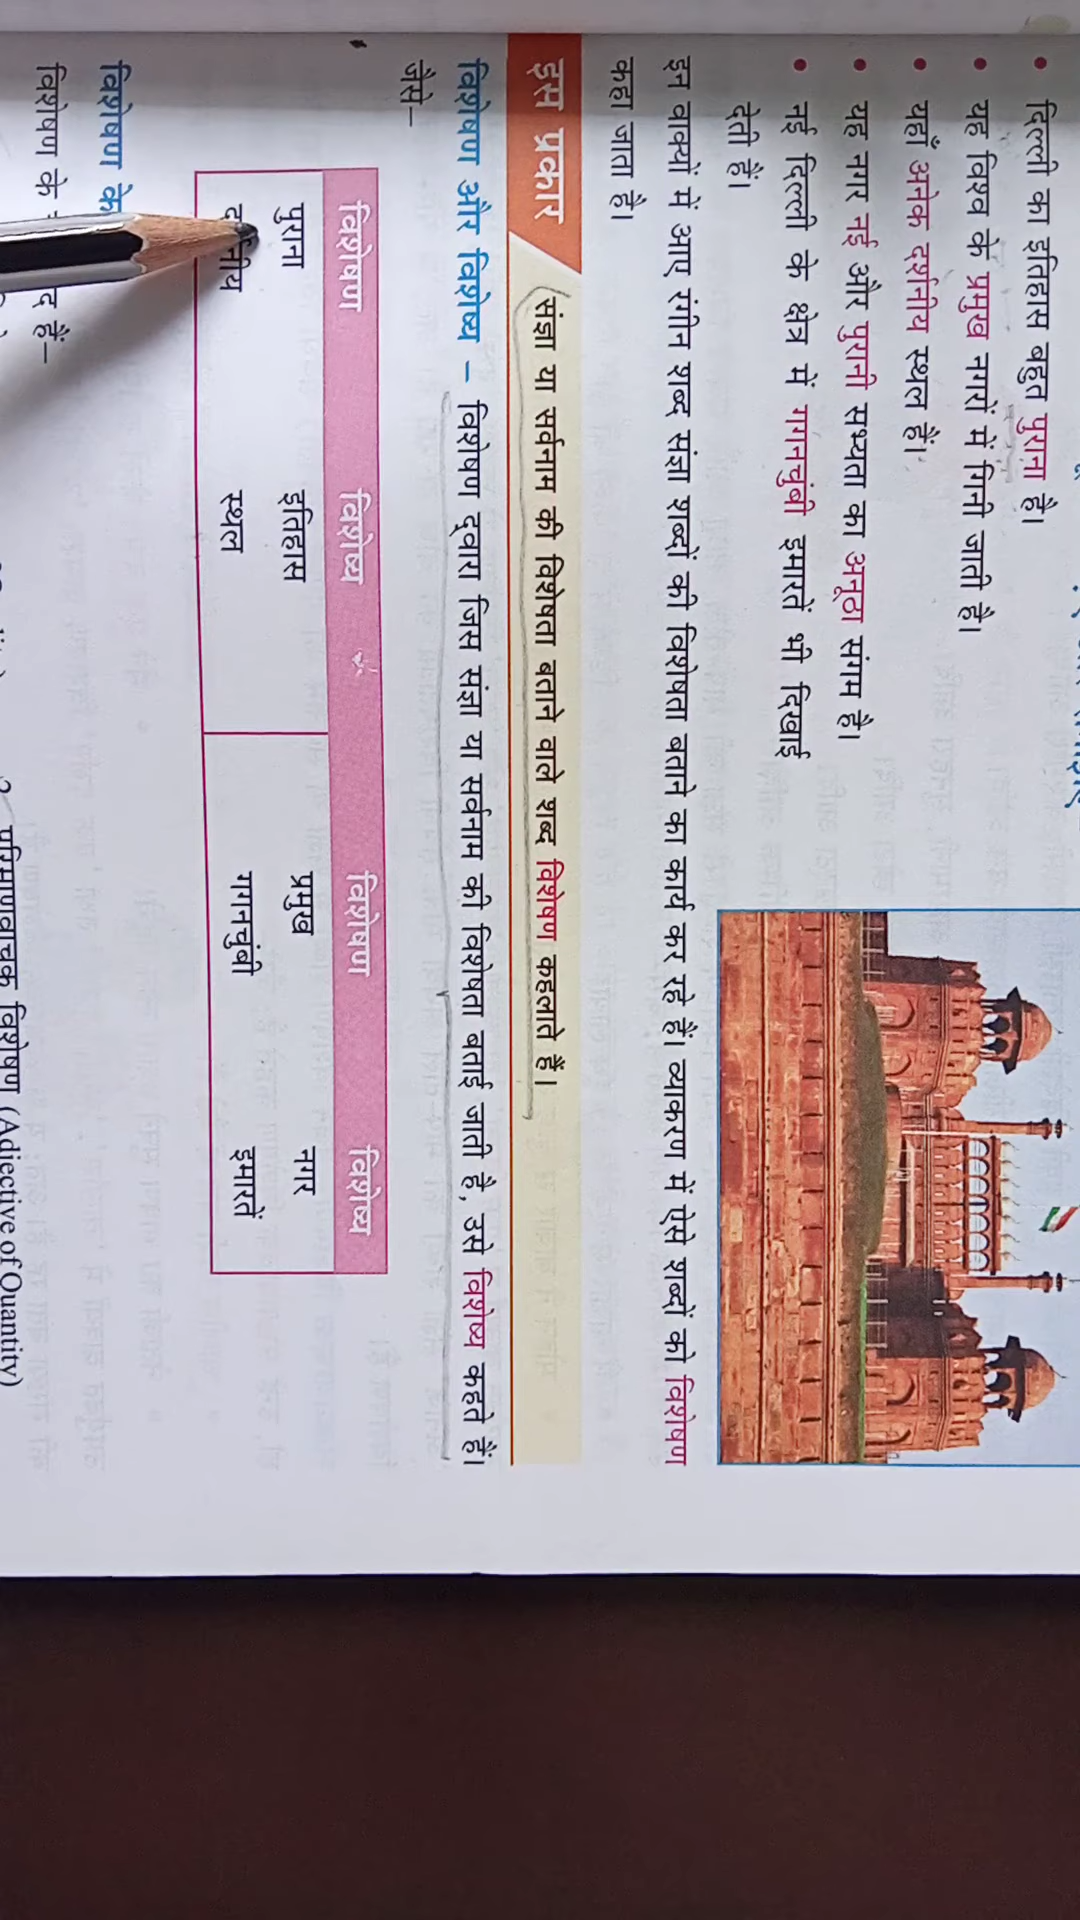 • दिल्ली का इतिहास बहुत पुराना है।
• यह विश्व के प्रमुख नगरों में गिनी जाती है।
• यहाँ अनेक दर्शनीय स्थल हैं।
• यह नगर नई और पुरानी सभ्यता का अनूठा संगम है।
• नई दिल्ली के क्षेत्र में गगनचुंबी इमारतें भी दिखाई
देती हैं।
इन वाक्यों में आए रंगीन शब्द संज्ञा शब्दों की विशेषता बताने का कार्य कर रहे हैं। व्याकरण में ऐसे शब्दों को विशेषण
कहा जाता है।
इस प्रकार संज्ञा या सर्वनाम की विशेषता बताने वाले शब्द विशेषण कहलाते हैं।
विशेषण और विशेष्य – विशेषण द्वारा जिस संज्ञा या सर्वनाम की विशेषता बताई जाती है, उसे विशेष्य कहते हैं।
जैसे–
विशेषण विशेष्य विशेषण विशेष्य
पुराना इतिहास प्रमुख नगर
स्थल गगनचुंबी इमारतें
विशेषण के
विशेषण के हैं–
2. परिमाणवाचक विशेषण (Adjective of Quantity)